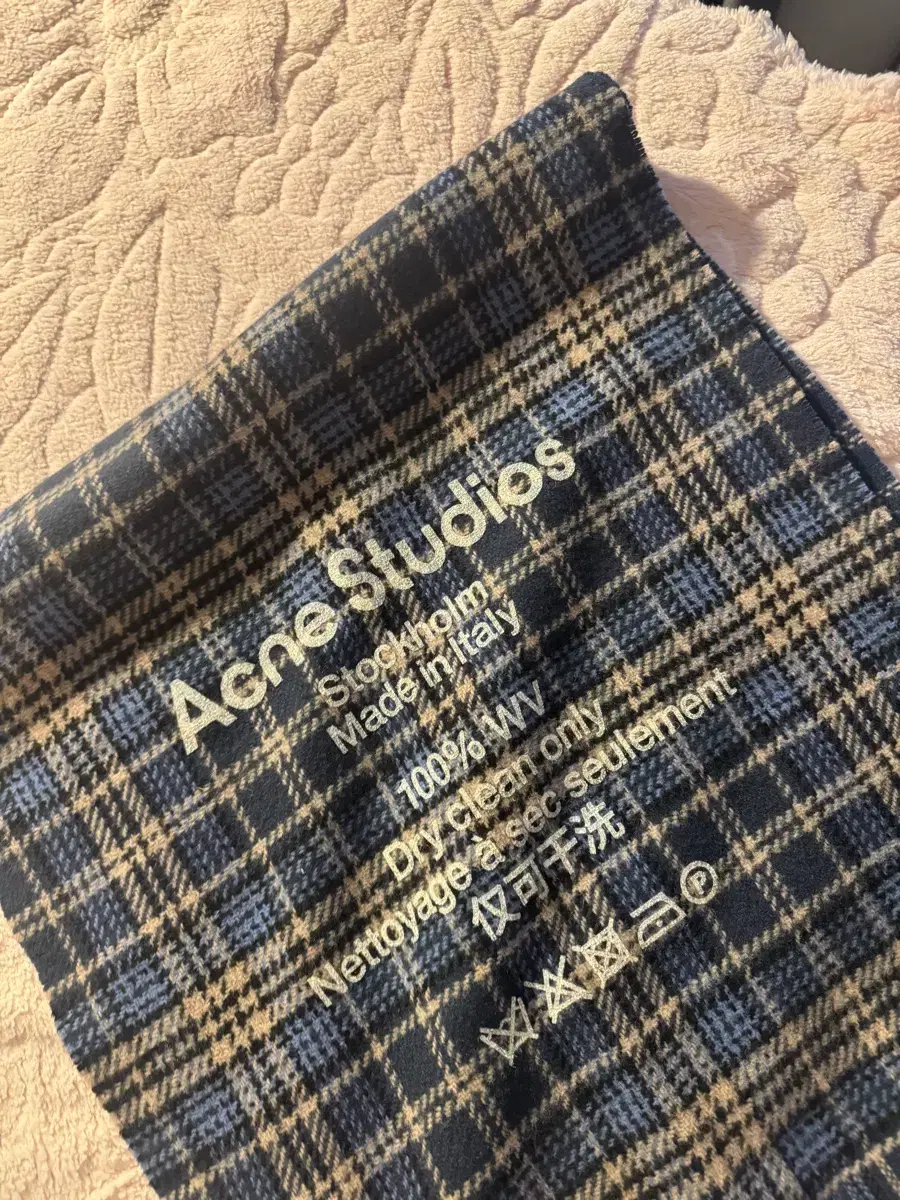 Acne Studios
Stockholm
Made in Italy
100% WV
Dry clean only
Nettoyage à sec seulement
仅可干洗
P